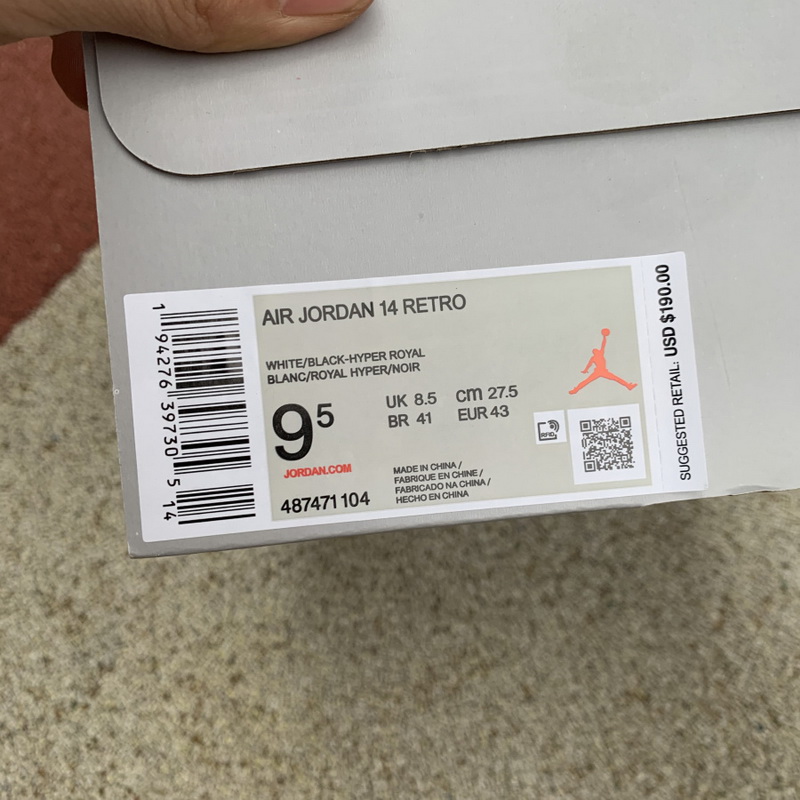 1 94276 39730 5 14
AIR JORDAN 14 RETRO
WHITE/BLACK-HYPER ROYAL
BLANC/ROYAL HYPER/NOIR
9⁵
UK 8.5 cm 27.5
BR 41 EUR 43
JORDAN.COM
487471 104
MADE IN CHINA /
FABRIQUE EN CHINE /
FABRICADO NA CHINA /
HECHO EN CHINA
RFID
SUGGESTED RETAIL: USD $190.00